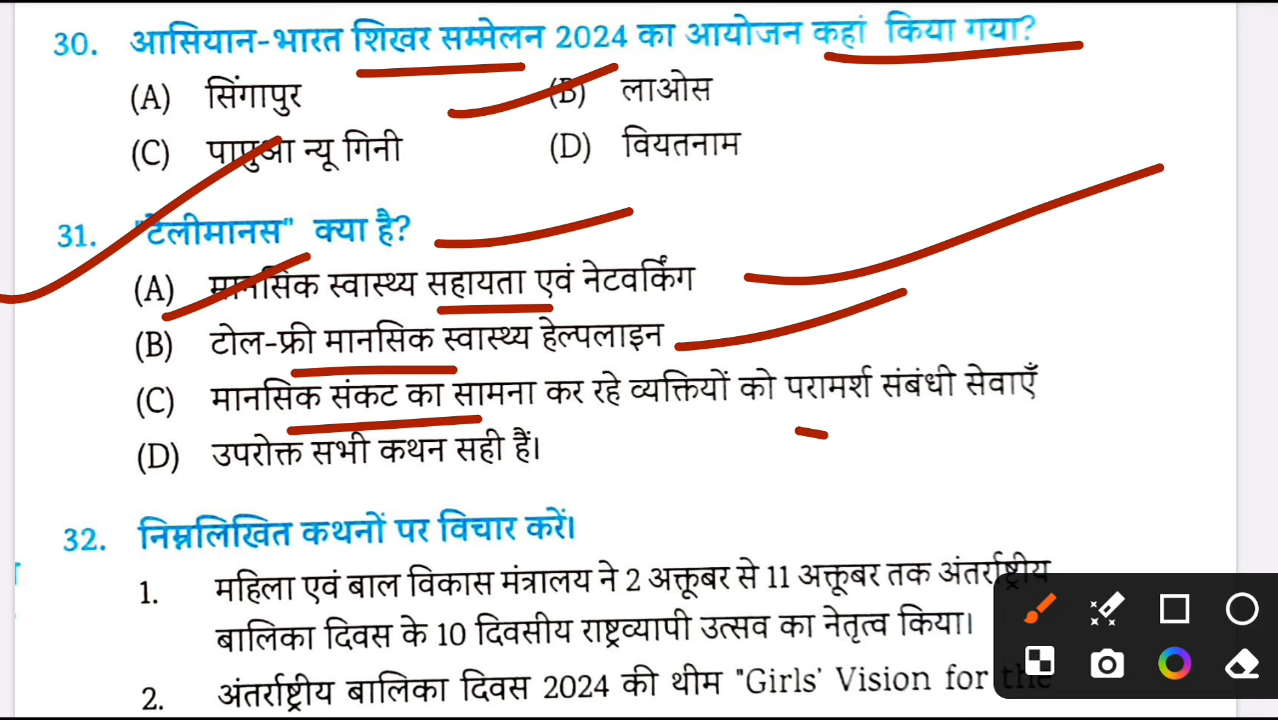 30. आसियान-भारत शिखर सम्मेलन 2024 का आयोजन कहां किया गया?
(A) सिंगापुर (B) लाओस
(C) पापुआ न्यू गिनी (D) वियतनाम
31. "टेलीमानस" क्या है?
(A) मानसिक स्वास्थ्य सहायता एवं नेटवर्किंग
(B) टोल-फ्री मानसिक स्वास्थ्य हेल्पलाइन
(C) मानसिक संकट का सामना कर रहे व्यक्तियों को परामर्श संबंधी सेवाएँ
(D) उपरोक्त सभी कथन सही हैं।
32. निम्नलिखित कथनों पर विचार करें।
1. महिला एवं बाल विकास मंत्रालय ने 2 अक्तूबर से 11 अक्तूबर तक अंतर्राष्ट्रीय
बालिका दिवस के 10 दिवसीय राष्ट्रव्यापी उत्सव का नेतृत्व किया।
2. अंतर्राष्ट्रीय बालिका दिवस 2024 की थीम "Girls' Vision for the